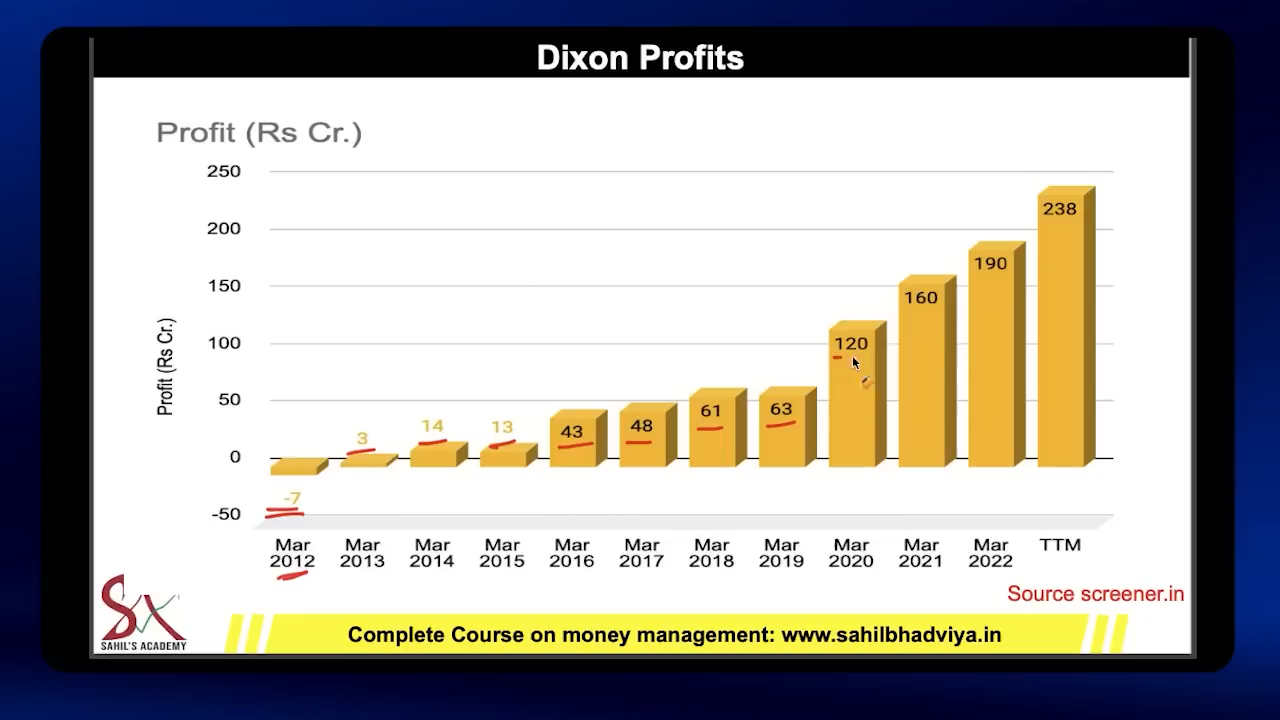 Dixon Profits
Profit (Rs Cr.)
250
200
150
100
50
0
-50
Profit (Rs Cr.)
-7
3
14
13
43
48
61
63
120
160
190
238
Mar 2012
Mar 2013
Mar 2014
Mar 2015
Mar 2016
Mar 2017
Mar 2018
Mar 2019
Mar 2020
Mar 2021
Mar 2022
TTM
Source screener.in
SAHIL'S ACADEMY
Complete Course on money management: www.sahilbhadviya.in